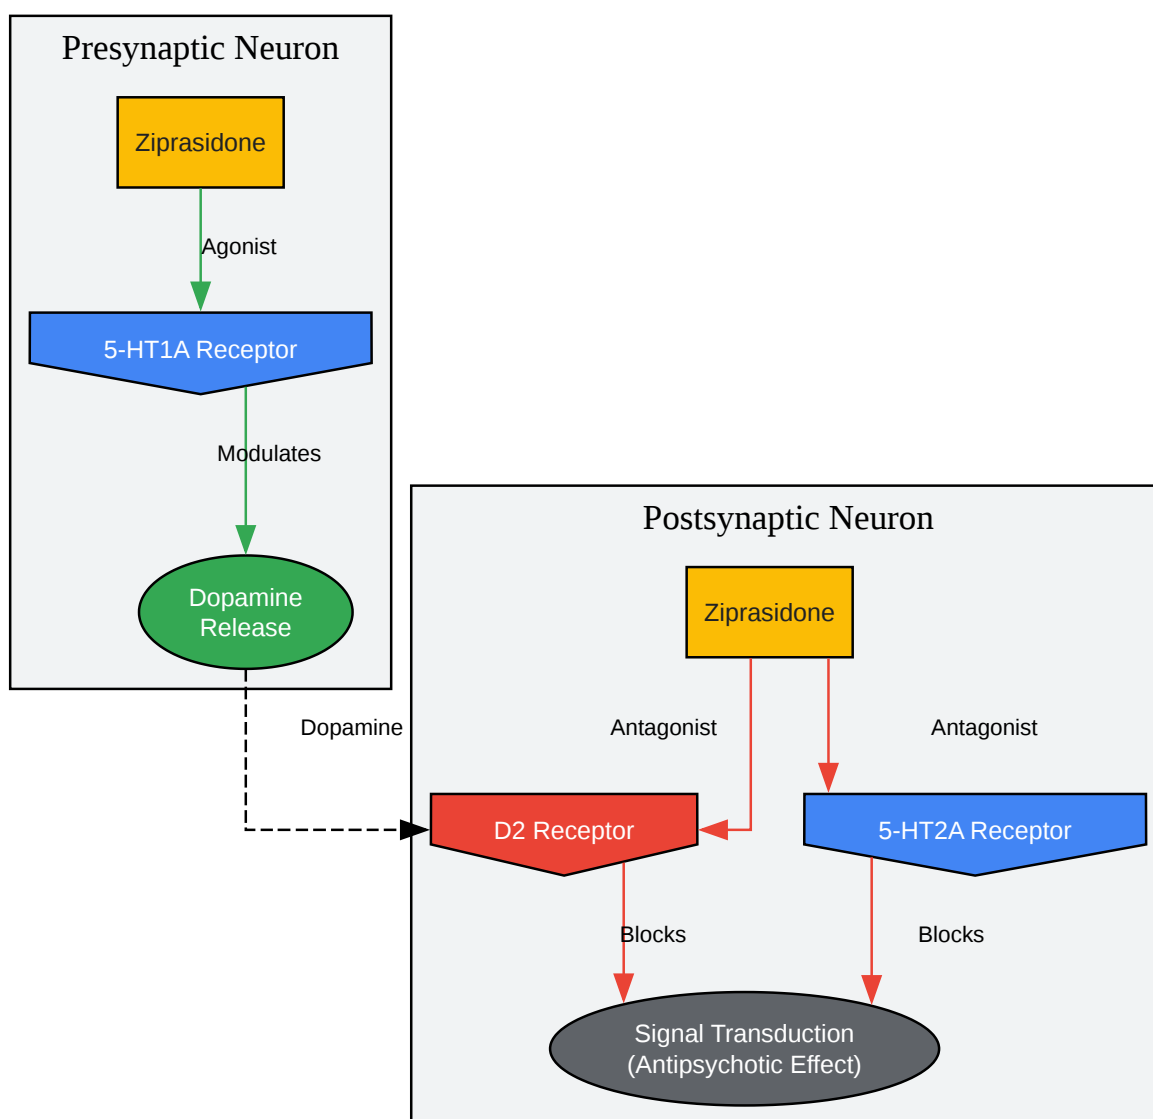 Presynaptic Neuron
Ziprasidone
Agonist
5-HT1A Receptor
Modulates
Dopamine
Release
Dopamine
Postsynaptic Neuron
Ziprasidone
Antagonist
Antagonist
D2 Receptor
5-HT2A Receptor
Blocks
Blocks
Signal Transduction
(Antipsychotic Effect)